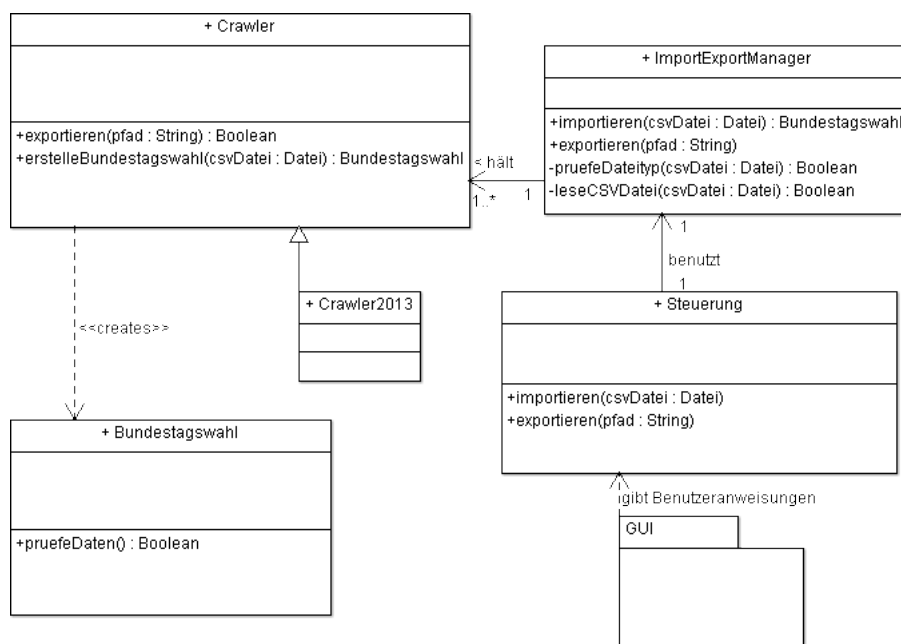 + Crawler
+exportieren(pfad : String) : Boolean
+erstelleBundestagswahl(csvDatei : Datei) : Bundestagswahl
+ ImportExportManager
+importieren(csvDatei : Datei) : Bundestagswahl
+exportieren(pfad : String)
-pruefeDateityp(csvDatei : Datei) : Boolean
-leseCSVDatei(csvDatei : Datei) : Boolean
< hält
1..*
1
1
benutzt
1
+ Crawler2013
<<creates>>
+ Steuerung
+importieren(csvDatei : Datei)
+exportieren(pfad : String)
+ Bundestagswahl
+pruefeDaten() : Boolean
gibt Benutzeranweisungen
GUI